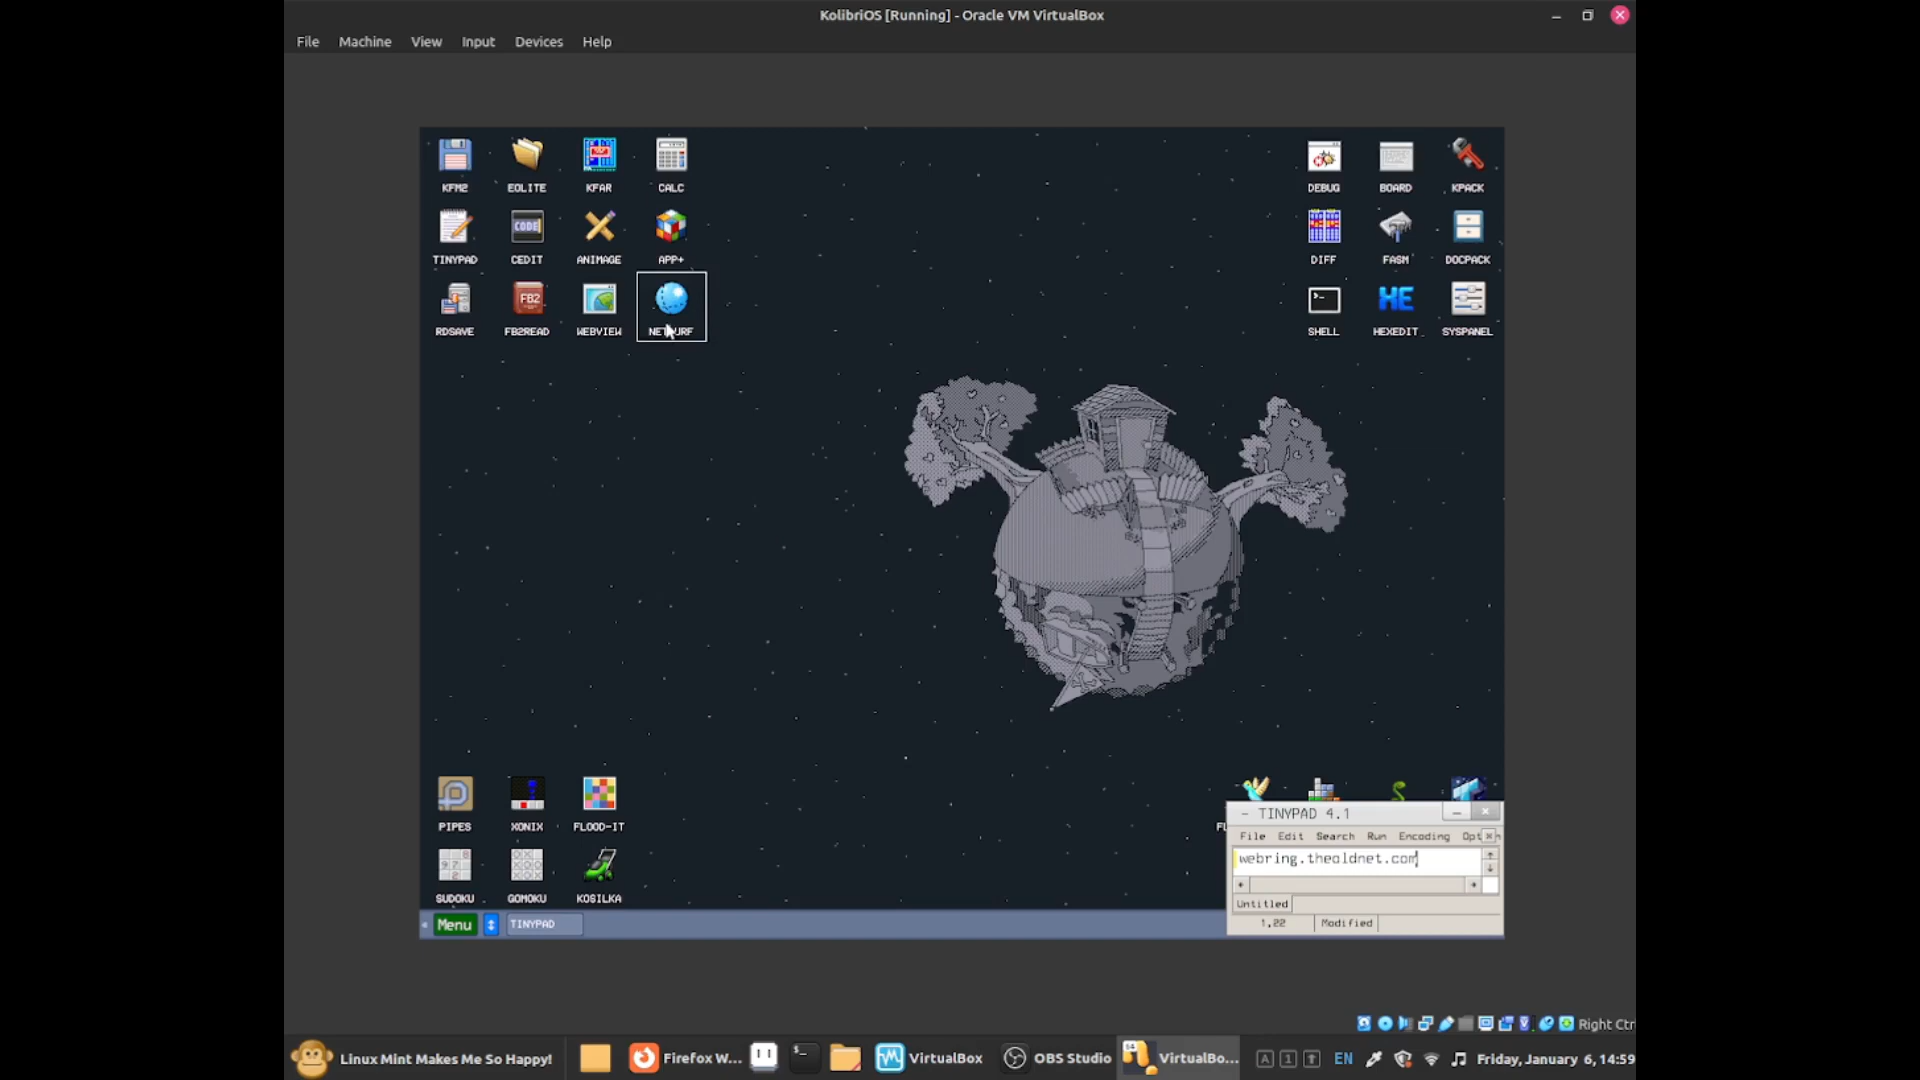 KolibriOS [Running] - Oracle VM VirtualBox
File Machine View Input Devices Help
KFM2 EOLITE KFAR CALC
DEBUG BOARD KPACK
CODE
TINYPAD CEDIT ANIMAGE APP+
DIFF FASM DOCPACK
FB2
HE
RDSAVE FB2READ WEBVIEW
SHELL HEXEDIT SYSPANEL
PIPES XONIX FLOOD-IT
TINYPAD 4.1
File Edit Search Run Encoding
webring.theoldnet.com
SUDOKU GOMOKU KOSILKA
Untitled
1,22 Modified
Menu TINYPAD
Right Ctrl
Linux Mint Makes Me So Happy!
Firefox W...
VirtualBox
OBS Studio
VirtualBo...
A 1
EN
Friday, January 6, 14:59